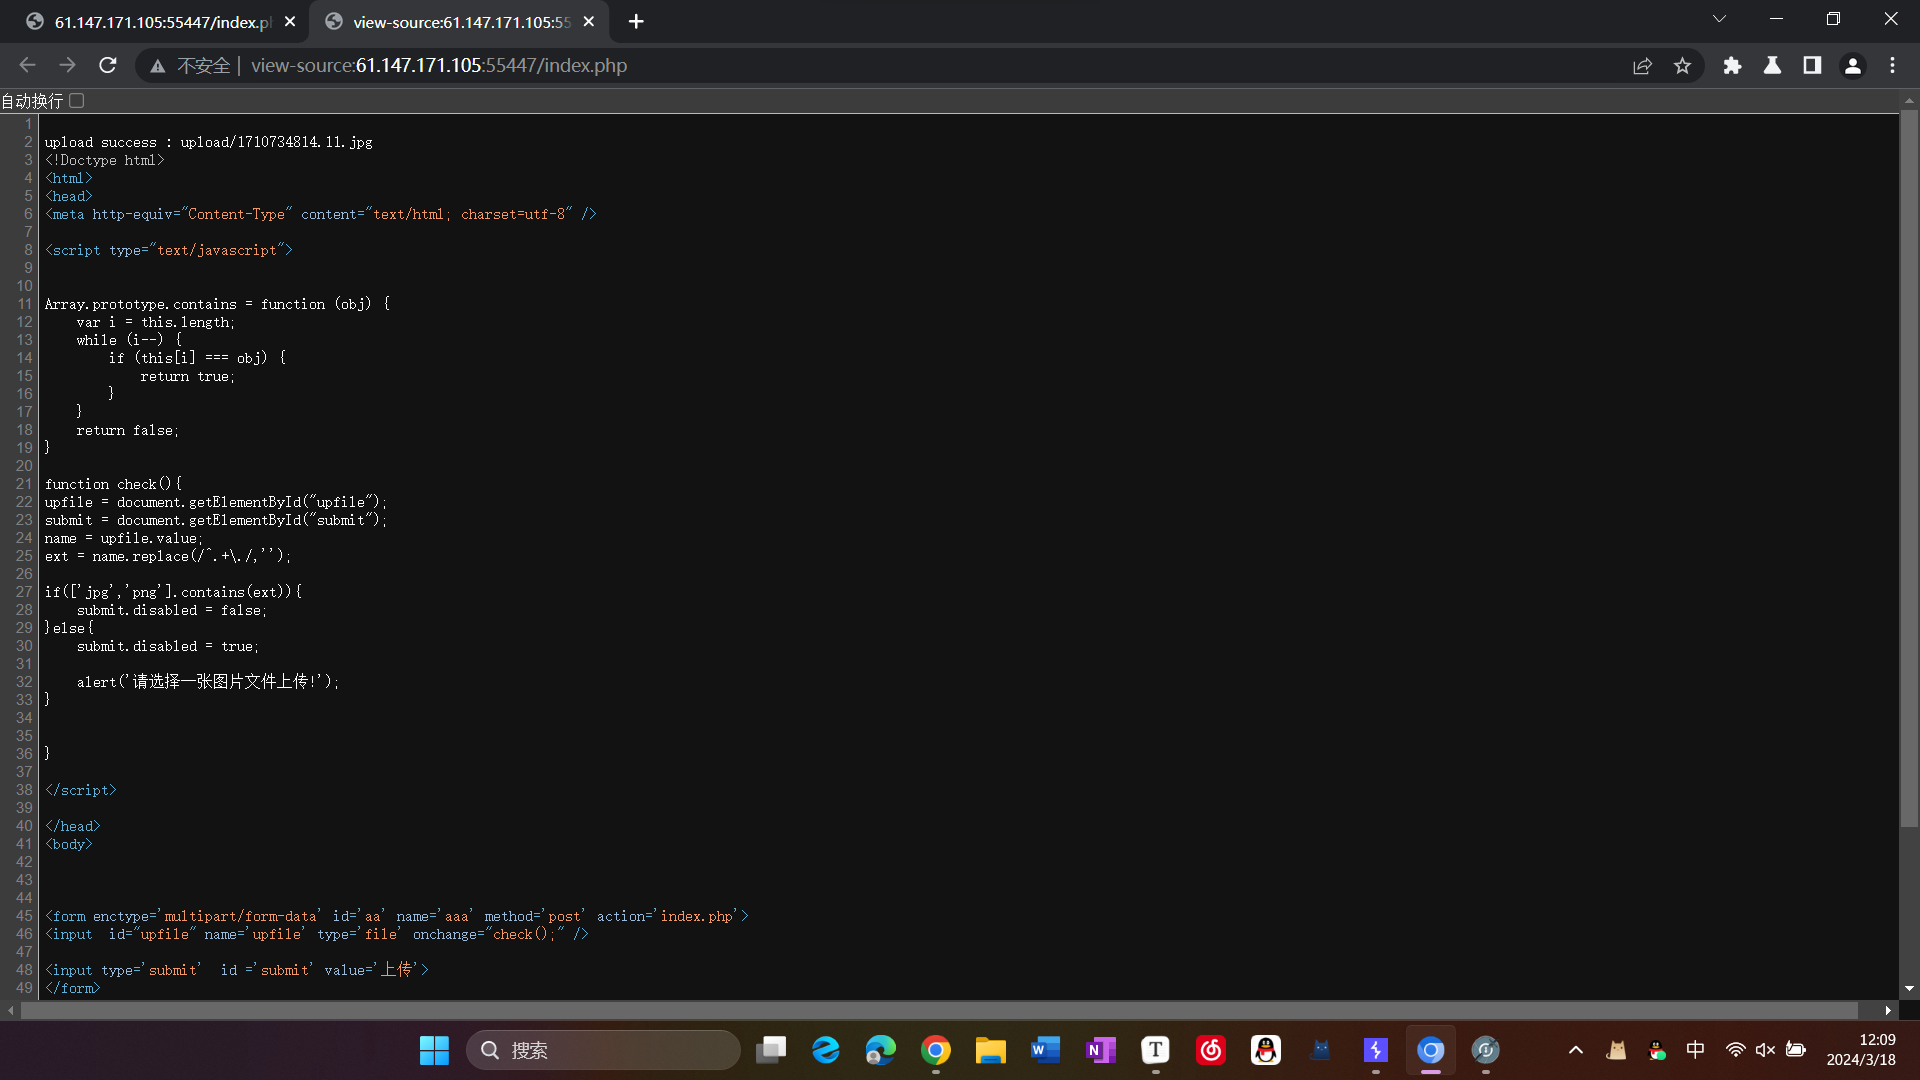 61.147.171.105:55447/index.p
view-source:61.147.171.105:55
不安全 | view-source:61.147.171.105:55447/index.php
自动换行
1
2 upload success : upload/1710734814.11.jpg
3 <!Doctype html>
4 <html>
5 <head>
6 <meta http-equiv="Content-Type" content="text/html; charset=utf-8" />
7
8 <script type="text/javascript">
9
10
11 Array.prototype.contains = function (obj) {
12     var i = this.length;
13     while (i--) {
14         if (this[i] === obj) {
15             return true;
16         }
17     }
18     return false;
19 }
20
21 function check(){
22 upfile = document.getElementById("upfile");
23 submit = document.getElementById("submit");
24 name = upfile.value;
25 ext = name.replace(/^.+\./,'');
26
27 if(['jpg','png'].contains(ext)){
28     submit.disabled = false;
29 }else{
30     submit.disabled = true;
31
32     alert('请选择一张图片文件上传!');
33 }
34
35
36 }
37
38 </script>
39
40 </head>
41 <body>
42
43
44
45 <form enctype='multipart/form-data' id='aa' name='aaa' method='post' action='index.php'>
46 <input  id="upfile" name='upfile' type='file' onchange="check();" />
47
48 <input type='submit'  id ='submit' value='上传'>
49 </form>
搜索
中
12:09
2024/3/18